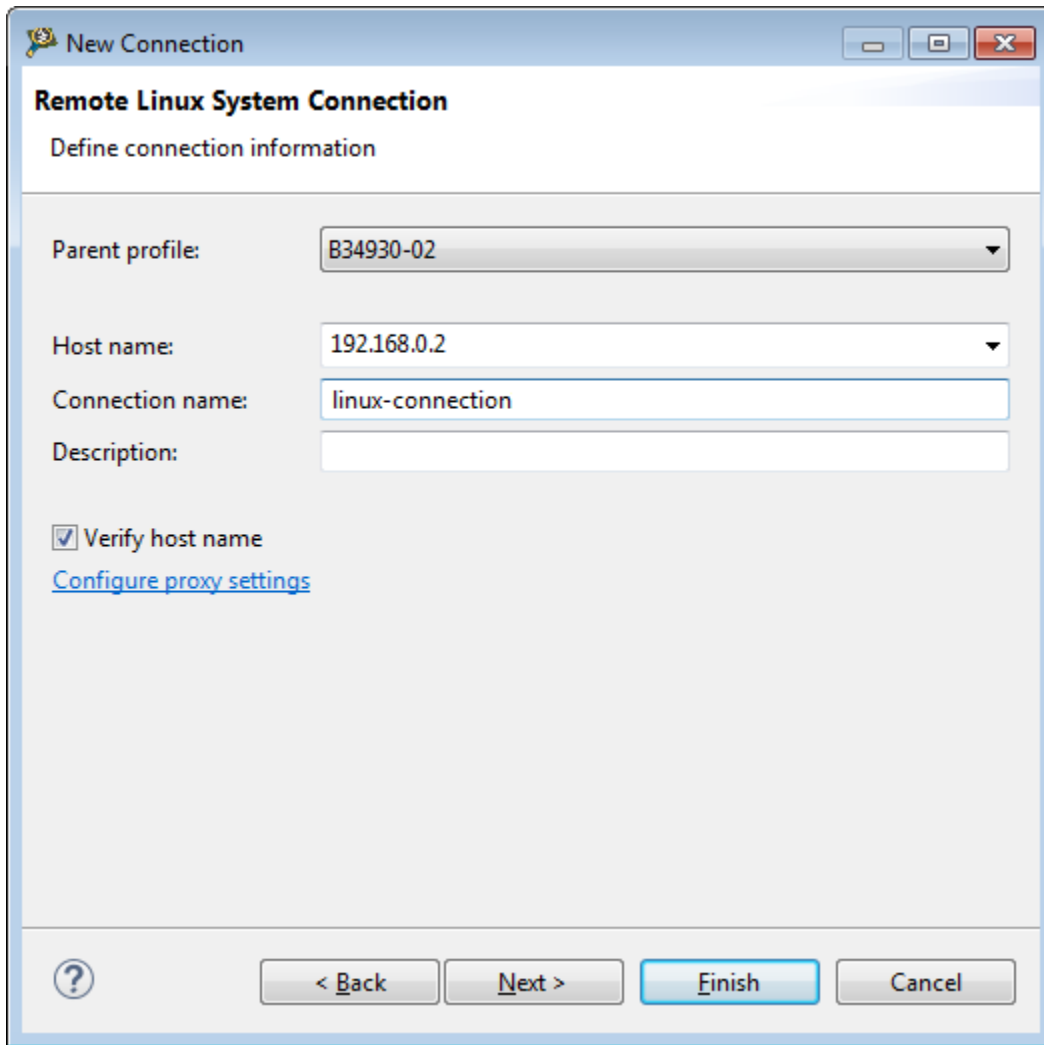 New Connection
Remote Linux System Connection
Define connection information
Parent profile: B34930-02
Host name: 192.168.0.2
Connection name: linux-connection
Description:
Verify host name
Configure proxy settings
? < Back Next > Finish Cancel